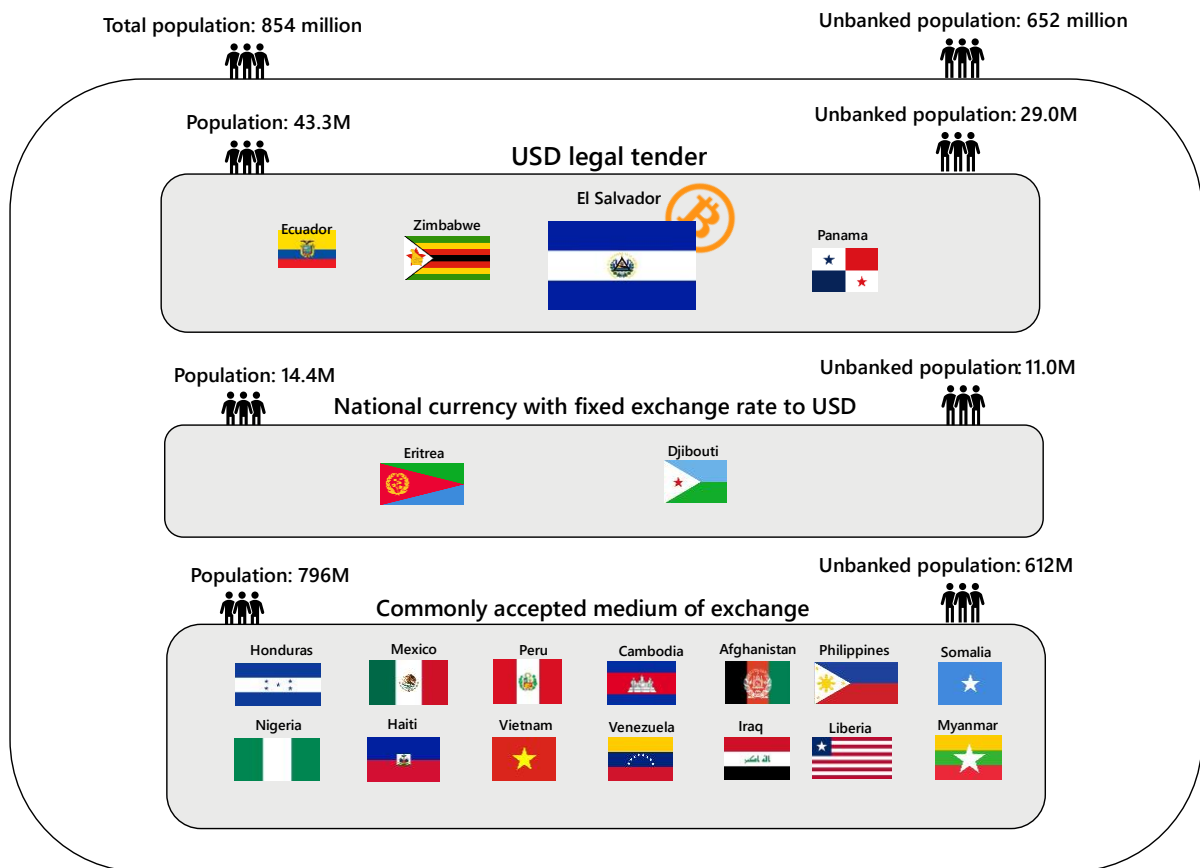 Total population: 854 million
Unbanked population: 652 million
Population: 43.3M
Unbanked population: 29.0M
USD legal tender
El Salvador
Ecuador
Zimbabwe
Panama
Population: 14.4M
Unbanked population: 11.0M
National currency with fixed exchange rate to USD
Eritrea
Djibouti
Population: 796M
Unbanked population: 612M
Commonly accepted medium of exchange
Honduras
Mexico
Peru
Cambodia
Afghanistan
Philippines
Somalia
Nigeria
Haiti
Vietnam
Venezuela
Iraq
Liberia
Myanmar